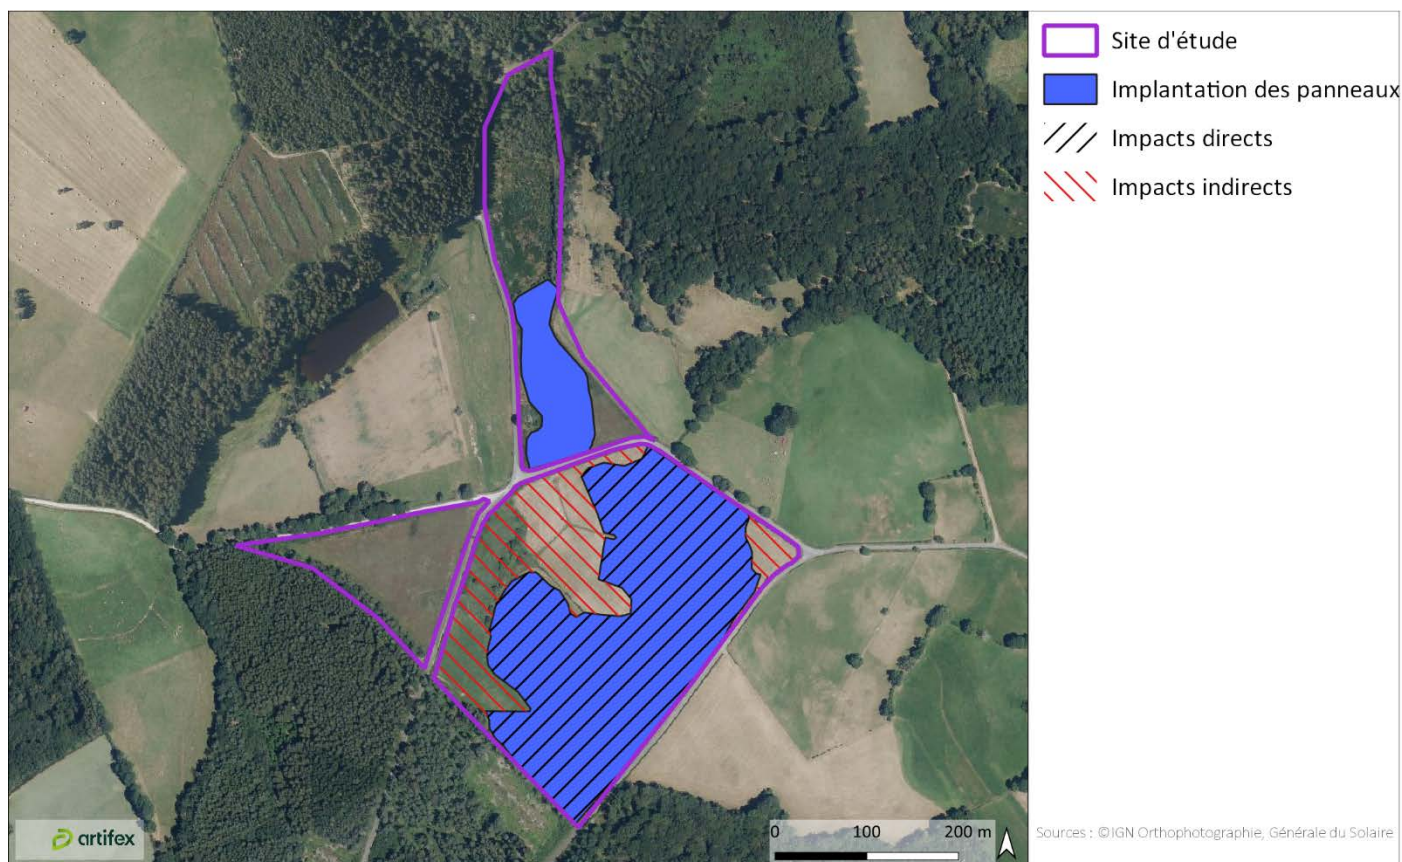 Site d'étude
Implantation des panneaux
Impacts directs
Impacts indirects
artifex
0 100 200 m
Sources : ©IGN Orthophotographie, Générale du Solaire